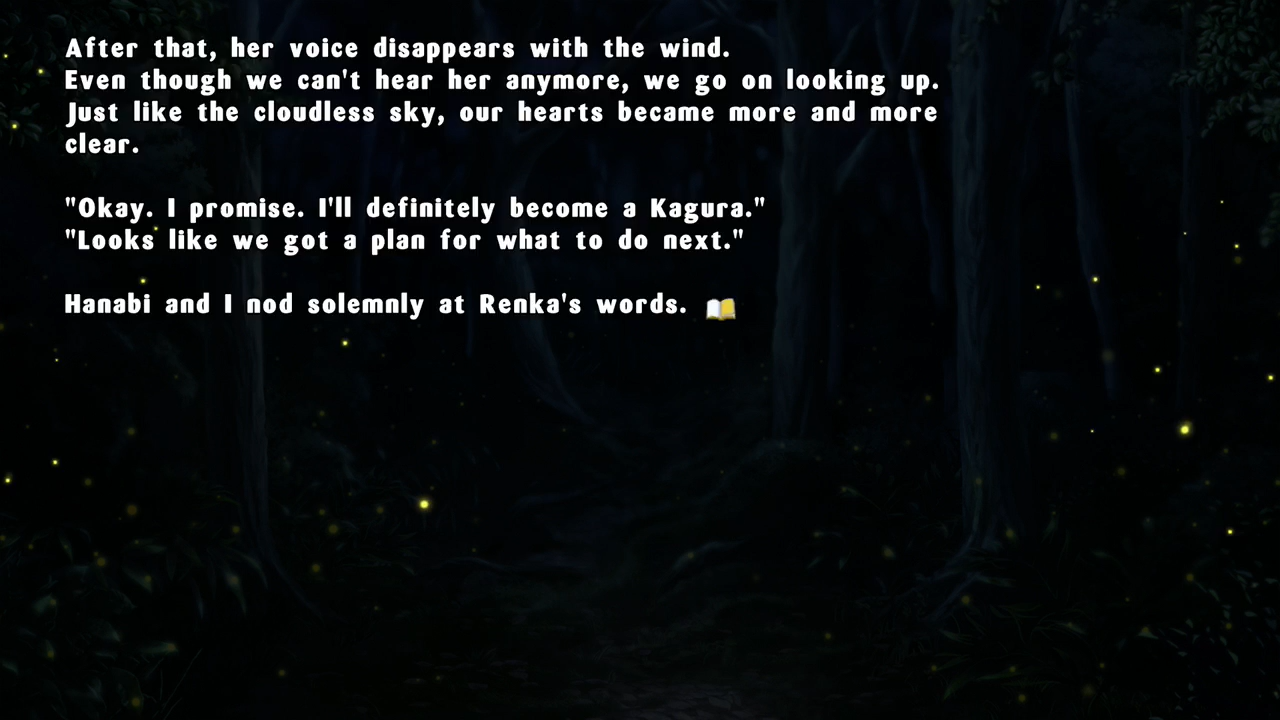 After that, her voice disappears with the wind.
Even though we can't hear her anymore, we go on looking up.
Just like the cloudless sky, our hearts became more and more
clear.
"Okay. I promise. I'll definitely become a Kagura."
"Looks like we got a plan for what to do next."
Hanabi and I nod solemnly at Renka's words.